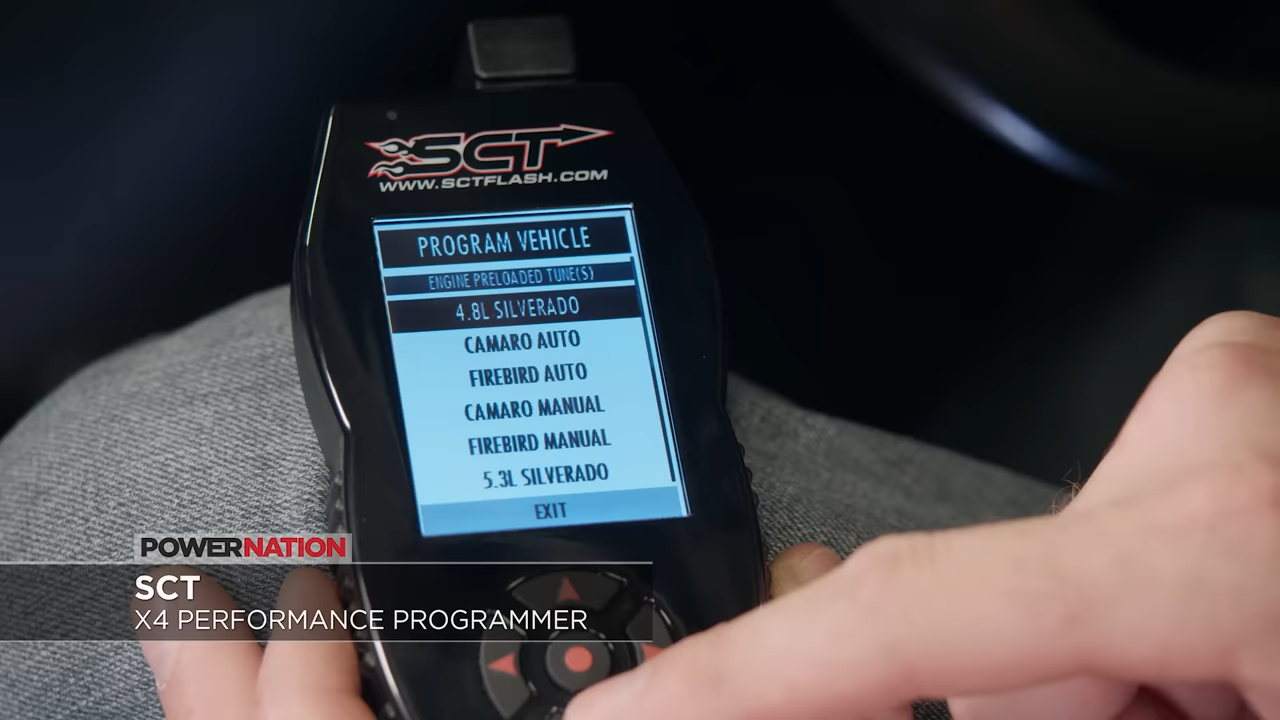 SCT
WWW.SCTFLASH.COM
PROGRAM VEHICLE
ENGINE PRELOADED TUNE(S)
4.8L SILVERADO
CAMARO AUTO
FIREBIRD AUTO
CAMARO MANUAL
FIREBIRD MANUAL
5.3L SILVERADO
EXIT
POWERNATION
SCT
X4 PERFORMANCE PROGRAMMER